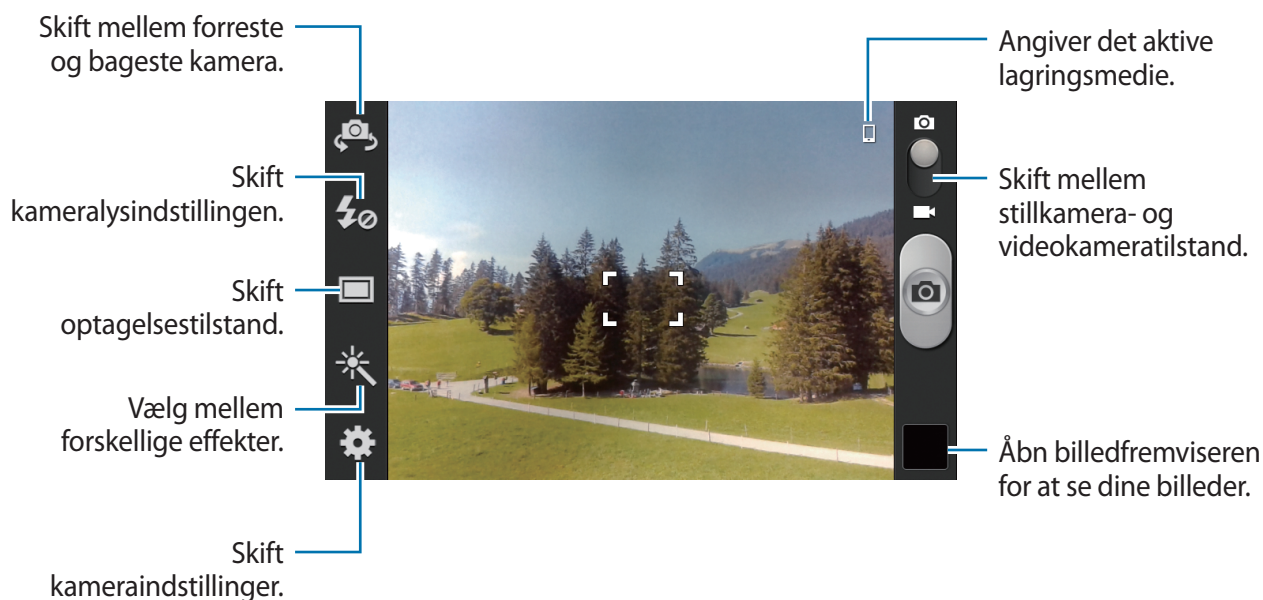 Skift mellem forreste
og bageste kamera.
Skift
kameralysindstillingen.
Skift
optagelsestilstand.
Vælg mellem
forskellige effekter.
Skift
kameraindstillinger.
Angiver det aktive
lagringsmedie.
Skift mellem
stillkamera- og
videokameratilstand.
Åbn billedfremviseren
for at se dine billeder.